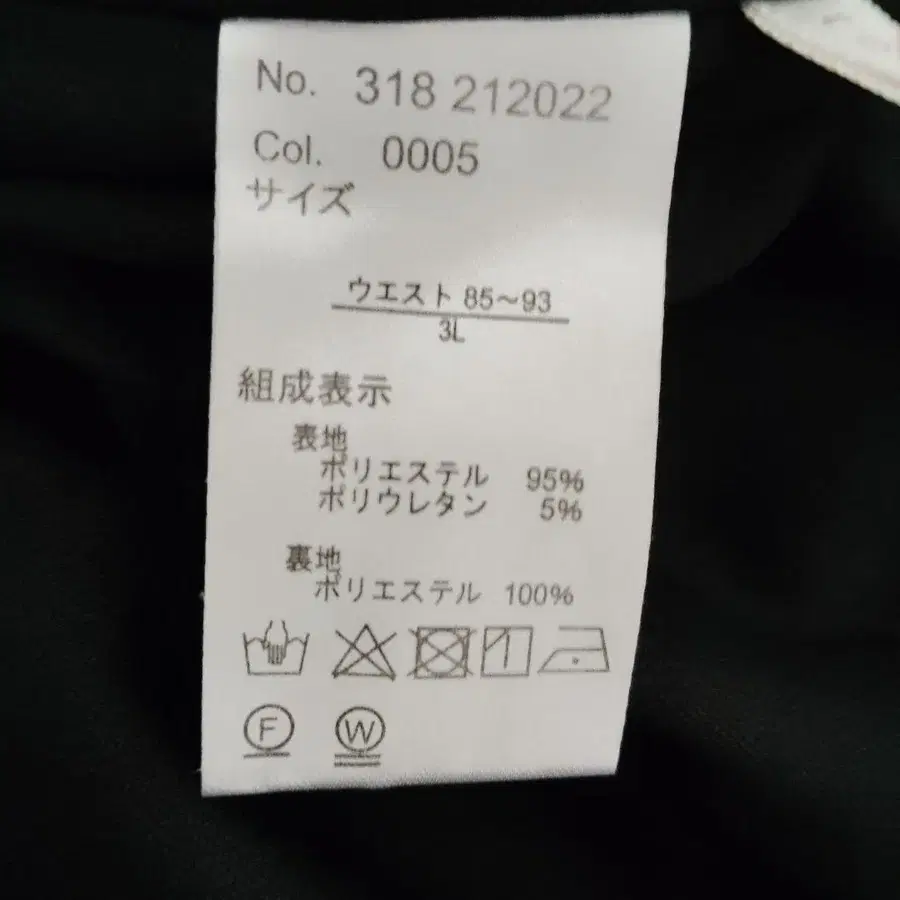 No. 318 212022
Col. 0005
サイズ
ウエスト 85～93
3L
組成表示
表地
ポリエステル 95%
ポリウレタン 5%
裏地
ポリエステル 100%
F W